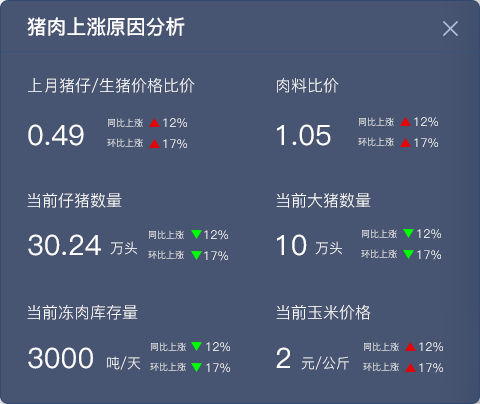 猪肉上涨原因分析
上月猪仔/生猪价格比价
0.49 同比上涨 ▲ 12%
环比上涨 ▲ 17%
肉料比价
1.05 同比上涨 ▲ 12%
环比上涨 ▲ 17%
当前仔猪数量
30.24 万头 同比上涨 ▼ 12%
环比上涨 ▼ 17%
当前大猪数量
10 万头 同比上涨 ▼ 12%
环比上涨 ▼ 17%
当前冻肉库存量
3000 吨/天 同比上涨 ▼ 12%
环比上涨 ▼ 17%
当前玉米价格
2 元/公斤 同比上涨 ▲ 12%
环比上涨 ▲ 17%